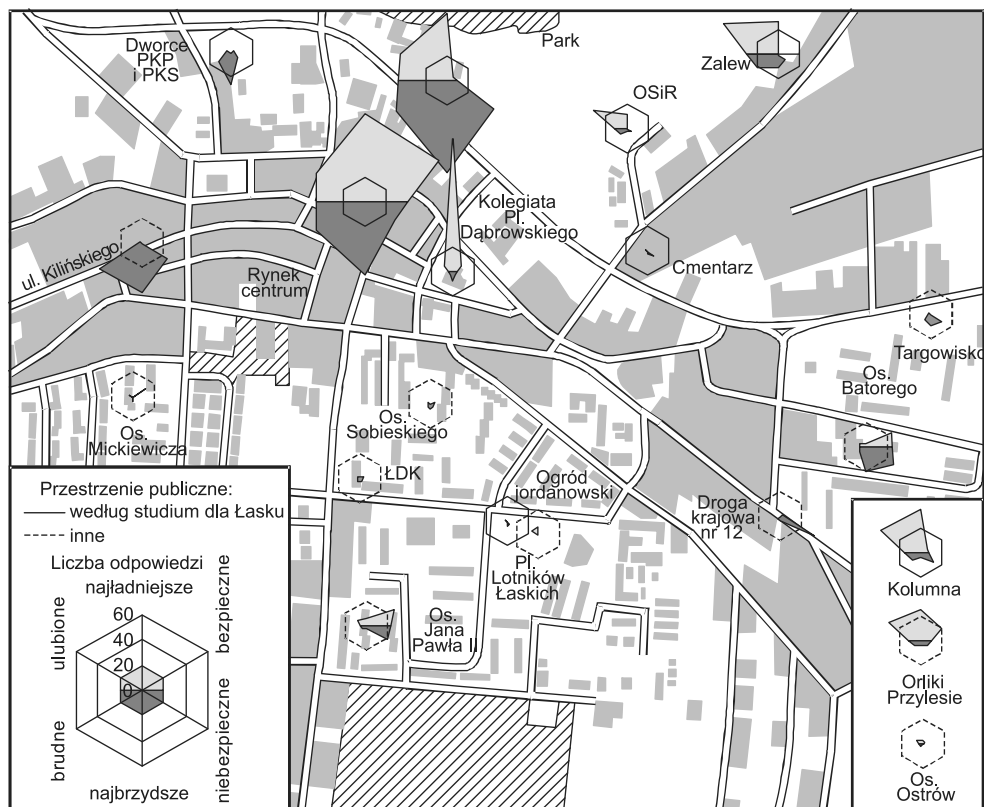 Dworce
PKP
i PKS
Park
Zalew
OSiR
Kolegiata
Pl.
Dąbrowskiego
Cmentarz
ul. Kilińskiego
Rynek
centrum
Targowisko
Os.
Batorego
Os.
Mickiewicza
Os.
Sobieskiego
ŁDK
Ogród
jordanowski
Droga
krajowa
nr 12
Pl.
Lotników
Łaskich
Os.
Jana
Pawła II
Przestrzenie publiczne:
według studium dla Łasku
inne
Liczba odpowiedzi
najładniejsze
ulubione
bezpieczne
60
40
20
0
brudne
niebezpieczne
najbrzydsze
Kolumna
Orliki
Przylesie
Os.
Ostrów